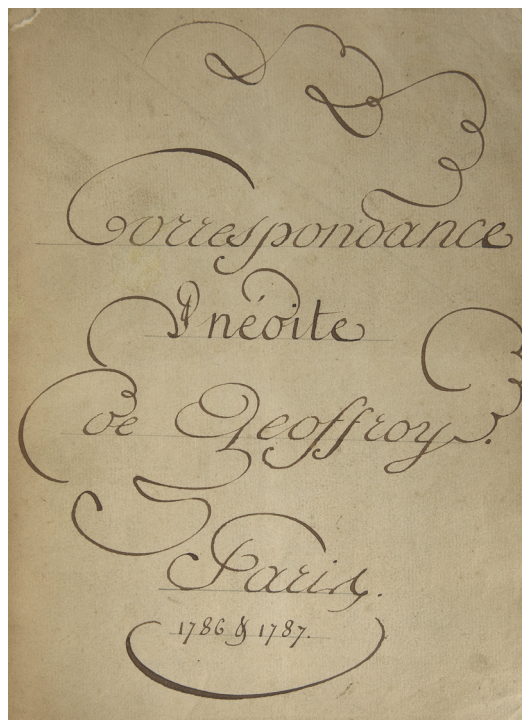 Correspondance
Inédite
de Geoffroy.
Paris.
1786 & 1787.